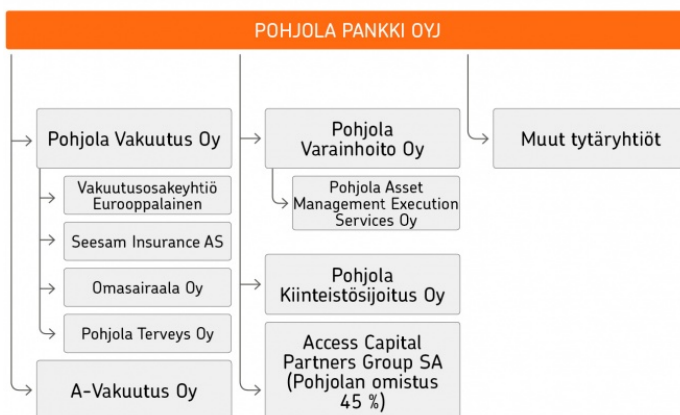 POHJOLA PANKKI OYJ
Pohjola Vakuutus Oy
Vakuutusosakeyhtiö
Eurooppalainen
Seesam Insurance AS
Omasairaala Oy
Pohjola Terveys Oy
A-Vakuutus Oy
Pohjola
Varainhoito Oy
Pohjola Asset
Management Execution
Services Oy
Pohjola
Kiinteistösijoitus Oy
Access Capital
Partners Group SA
(Pohjolan omistus
45 %)
Muut tytäryhtiöt